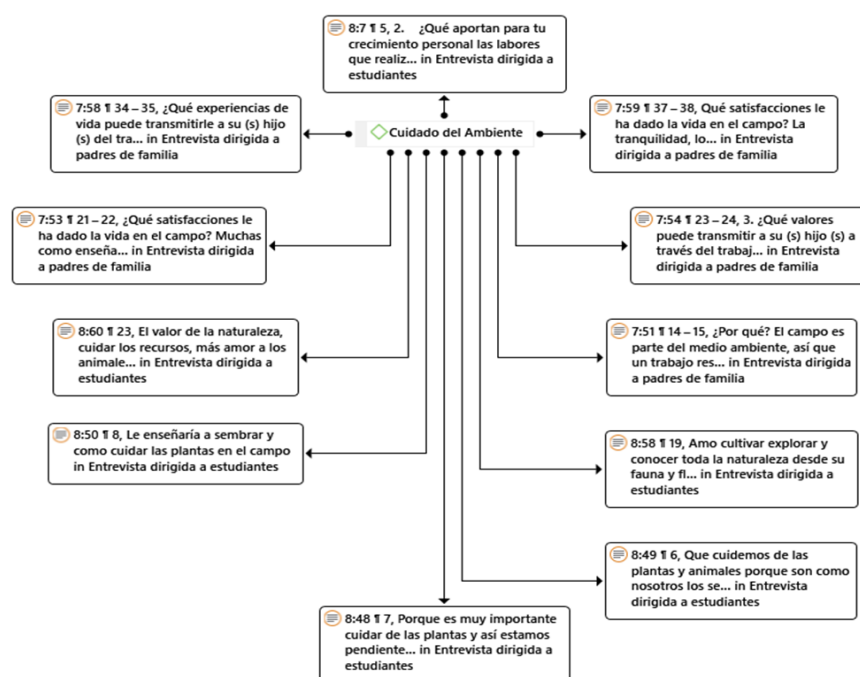 8:7 ¶ 5, 2. ¿Qué aportan para tu
crecimiento personal las labores
que realiz... in Entrevista dirigida a
estudiantes
7:58 ¶ 34 – 35, ¿Qué experiencias de
vida puede transmitirle a su (s) hijo
(s) del tra... in Entrevista dirigida a
padres de familia
Cuidado del Ambiente
7:59 ¶ 37 – 38, Qué satisfacciones le
ha dado la vida en el campo? La
tranquilidad, lo... in Entrevista
dirigida a padres de familia
7:53 ¶ 21 – 22, ¿Qué satisfacciones le
ha dado la vida en el campo? Muchas
como enseña... in Entrevista dirigida
a padres de familia
7:54 ¶ 23 – 24, 3. ¿Qué valores
puede transmitir a su (s) hijo (s) a
través del trabaj... in Entrevista
dirigida a padres de familia
8:60 ¶ 23, El valor de la naturaleza,
cuidar los recursos, más amor a los
animale... in Entrevista dirigida a
estudiantes
7:51 ¶ 14 – 15, ¿Por qué? El campo es
parte del medio ambiente, así que
un trabajo res... in Entrevista dirigida
a padres de familia
8:50 ¶ 8, Le enseñaría a sembrar y
como cuidar las plantas en el campo
in Entrevista dirigida a estudiantes
8:58 ¶ 19, Amo cultivar explorar y
conocer toda la naturaleza desde su
fauna y fl... in Entrevista dirigida a
estudiantes
8:49 ¶ 6, Que cuidemos de las
plantas y animales porque son como
nosotros los se... in Entrevista
dirigida a estudiantes
8:48 ¶ 7, Porque es muy importante
cuidar de las plantas y así estamos
pendiente... in Entrevista dirigida a
estudiantes